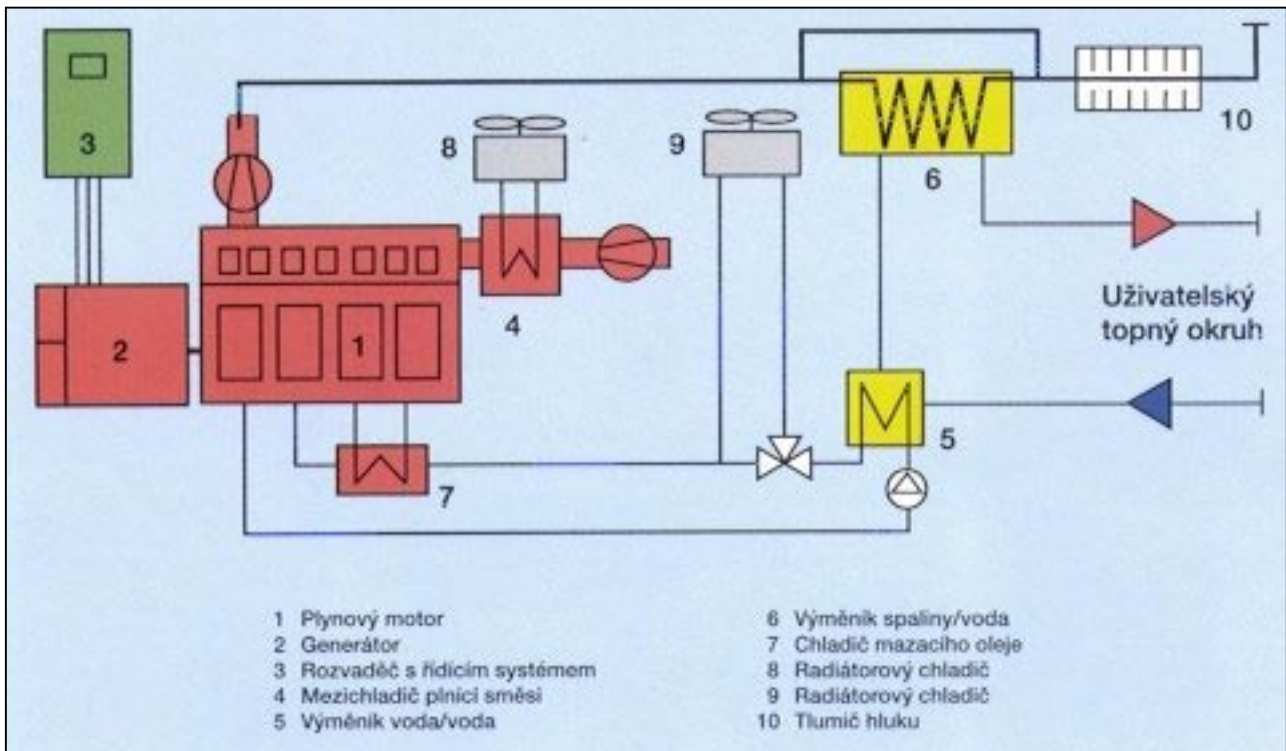 3
8
9
10
6
2
1
4
5
7
Uživatelský
topný okruh
1 Plynový motor
2 Generátor
3 Rozvaděč s řídícím systémem
4 Mezichladič plnící směsi
5 Výměník voda/voda
6 Výměník spaliny/voda
7 Chladič mazacího oleje
8 Radiátorový chladič
9 Radiátorový chladič
10 Tlumič hluku